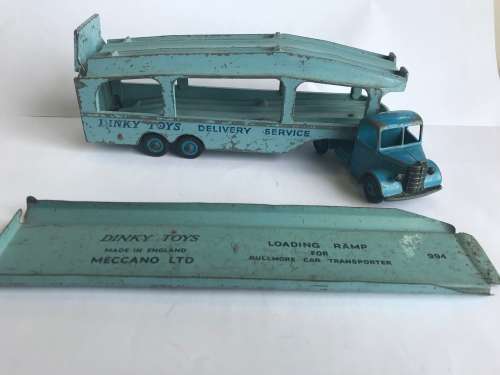 DINKY TOYS DELIVERY SERVICE
DINKY TOYS
MADE IN ENGLAND
MECCANO LTD
LOADING RAMP
FOR
PULLMORE CAR TRANSPORTER
994